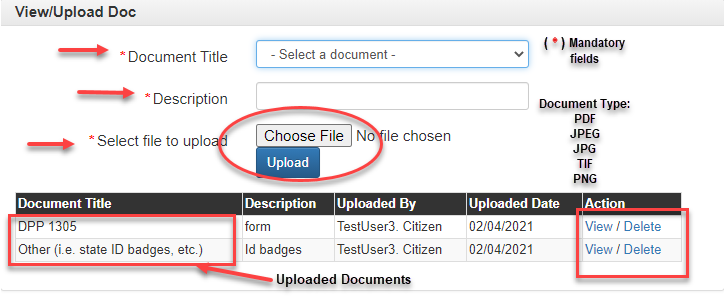 View/Upload Doc
*Document Title - Select a document - ( * ) Mandatory
fields
*Description
Document Type:
PDF
JPEG
JPG
TIF
PNG
*Select file to upload Choose File No file chosen
Upload
Document Title Description Uploaded By Uploaded Date Action
DPP 1305 form TestUser3. Citizen 02/04/2021 View / Delete
Other (i.e. state ID badges, etc.) Id badges TestUser3. Citizen 02/04/2021 View / Delete
Uploaded Documents